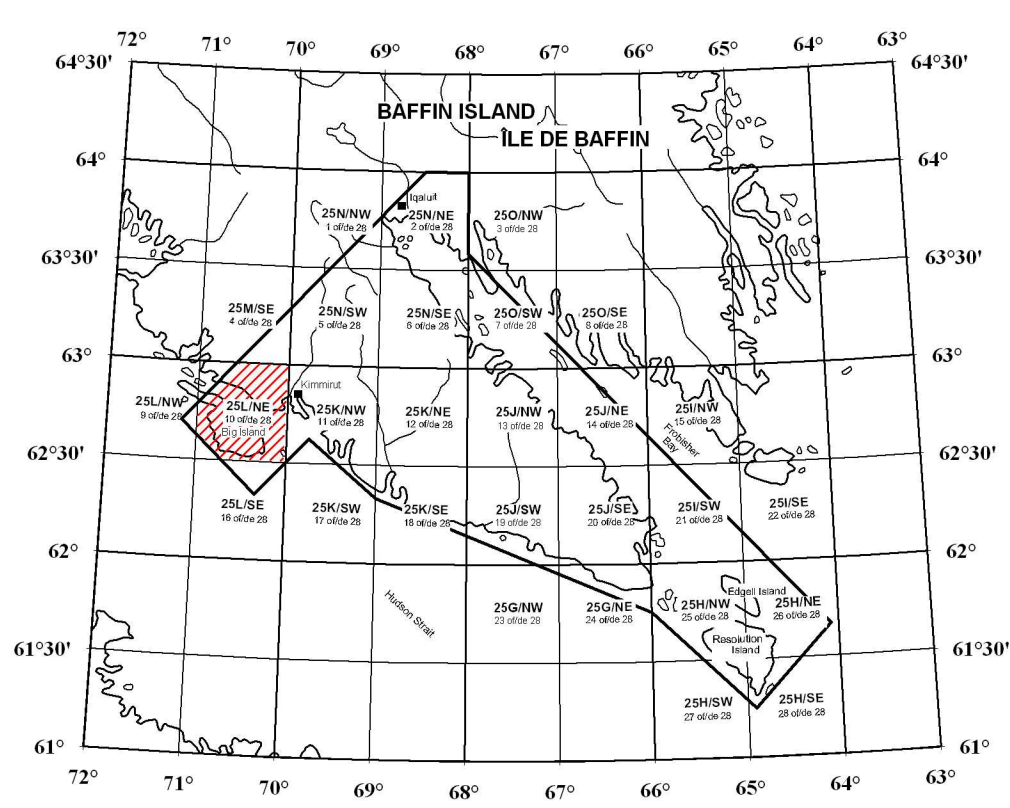 72° 71° 70° 69° 68° 67° 66° 65° 64° 63°
64°30' 64°30'
BAFFIN ISLAND
ÎLE DE BAFFIN
64° 64°
Iqaluit
25N/NW 25N/NE 25O/NW
1 of/de 28 2 of/de 28 3 of/de 28
63°30' 63°30'
25M/SE 25N/SW 25N/SE 25O/SW 25O/SE
4 of/de 28 5 of/de 28 6 of/de 28 7 of/de 28 8 of/de 28
63° 63°
Kimmirut
25L/NW 25L/NE 25K/NW 25K/NE 25J/NW 25J/NE 25I/NW
9 of/de 28 10 of/de 28 11 of/de 28 12 of/de 28 13 of/de 28 14 of/de 28 15 of/de 28
Big Island
Frobisher
Bay
62°30' 62°30'
25L/SE 25K/SW 25K/SE 25J/SW 25J/SE 25I/SW 25I/SE
16 of/de 28 17 of/de 28 18 of/de 28 19 of/de 28 20 of/de 28 21 of/de 28 22 of/de 28
62° 62°
Edgell Island
Hudson Strait
25G/NW 25G/NE 25H/NW 25H/NE
23 of/de 28 24 of/de 28 25 of/de 28 26 of/de 28
Resolution
Island
61°30' 61°30'
25H/SW 25H/SE
27 of/de 28 28 of/de 28
61° 61°
72° 71° 70° 69° 68° 67° 66° 65° 64° 63°